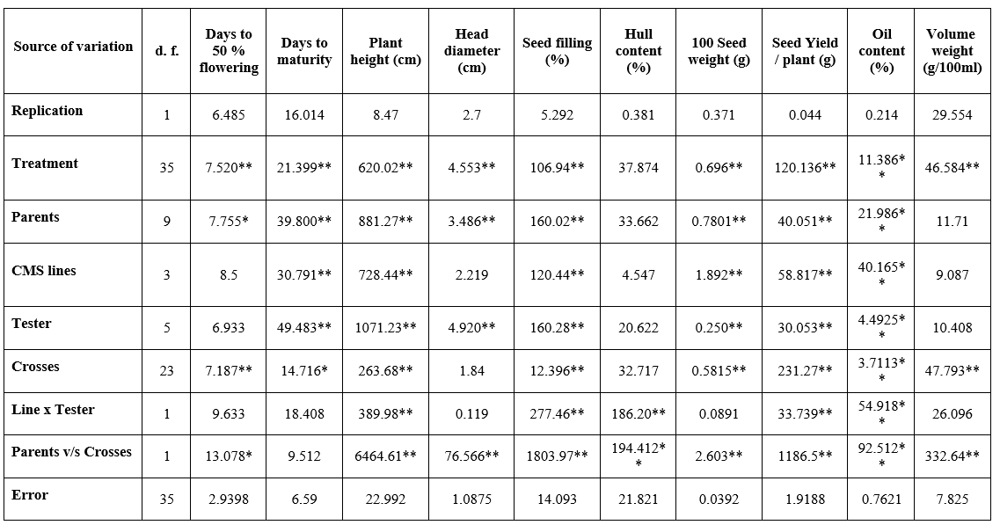 Source of variation d. f. Days to 50 % flowering Days to maturity Plant height (cm) Head diameter (cm) Seed filling (%) Hull content (%) 100 Seed weight (g) Seed Yield / plant (g) Oil content (%) Volume weight (g/100ml)
Replication 1 6.485 16.014 8.47 2.7 5.292 0.381 0.371 0.044 0.214 29.554
Treatment 35 7.520** 21.399** 620.02** 4.553** 106.94** 37.874 0.696** 120.136** 11.386** 46.584**
Parents 9 7.755* 39.800** 881.27** 3.486** 160.02** 33.662 0.7801** 40.051** 21.986** 11.71
CMS lines 3 8.5 30.791** 728.44** 2.219 120.44** 4.547 1.892** 58.817** 40.165** 9.087
Tester 5 6.933 49.483** 1071.23** 4.920** 160.28** 20.622 0.250** 30.053** 4.4925** 10.408
Crosses 23 7.187** 14.716* 263.68** 1.84 12.396** 32.717 0.5815** 231.27** 3.7113** 47.793**
Line x Tester 1 9.633 18.408 389.98** 0.119 277.46** 186.20** 0.0891 33.739** 54.918** 26.096
Parents v/s Crosses 1 13.078* 9.512 6464.61** 76.566** 1803.97** 194.412** 2.603** 1186.5** 92.512** 332.64**
Error 35 2.9398 6.59 22.992 1.0875 14.093 21.821 0.0392 1.9188 0.7621 7.825